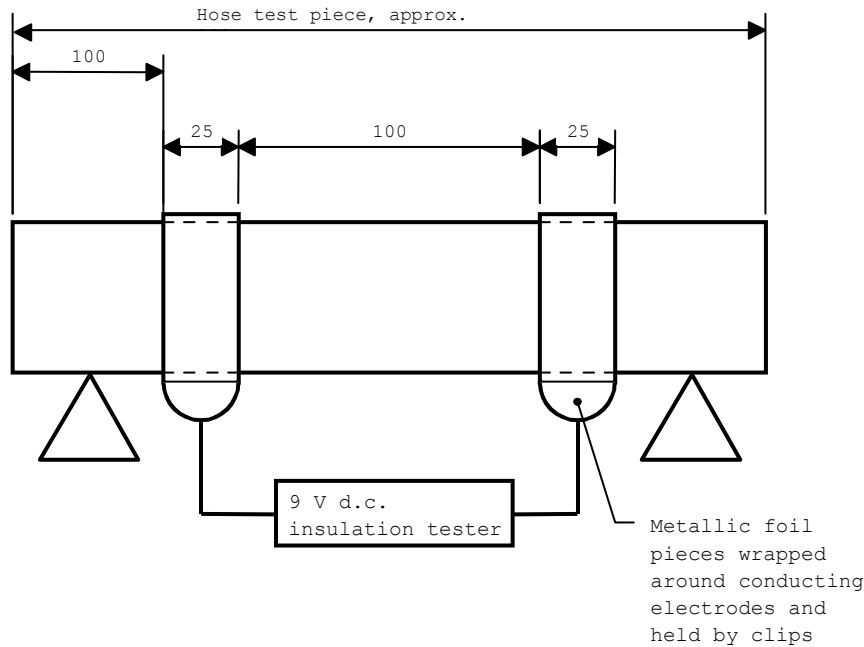 Hose test piece, approx.
100
25
100
25
9 V d.c.
insulation tester
Metallic foil
pieces wrapped
around conducting
electrodes and
held by clips